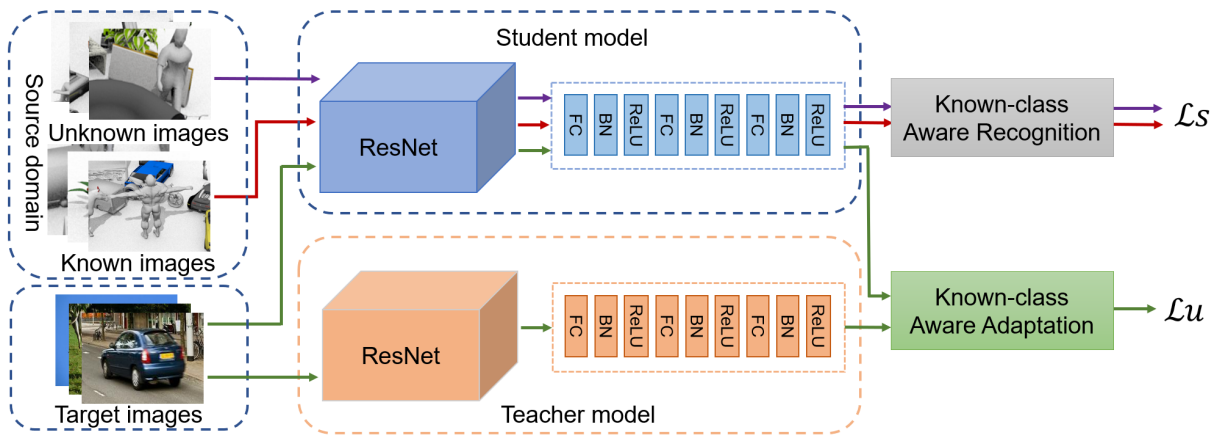 Source domain
Unknown images
Known images
Target images
Student model
ResNet
FC
BN
ReLU
FC
BN
ReLU
FC
BN
ReLU
Known-class
Aware Recognition
ℒs
Teacher model
ResNet
FC
BN
ReLU
FC
BN
ReLU
FC
BN
ReLU
Known-class
Aware Adaptation
ℒu